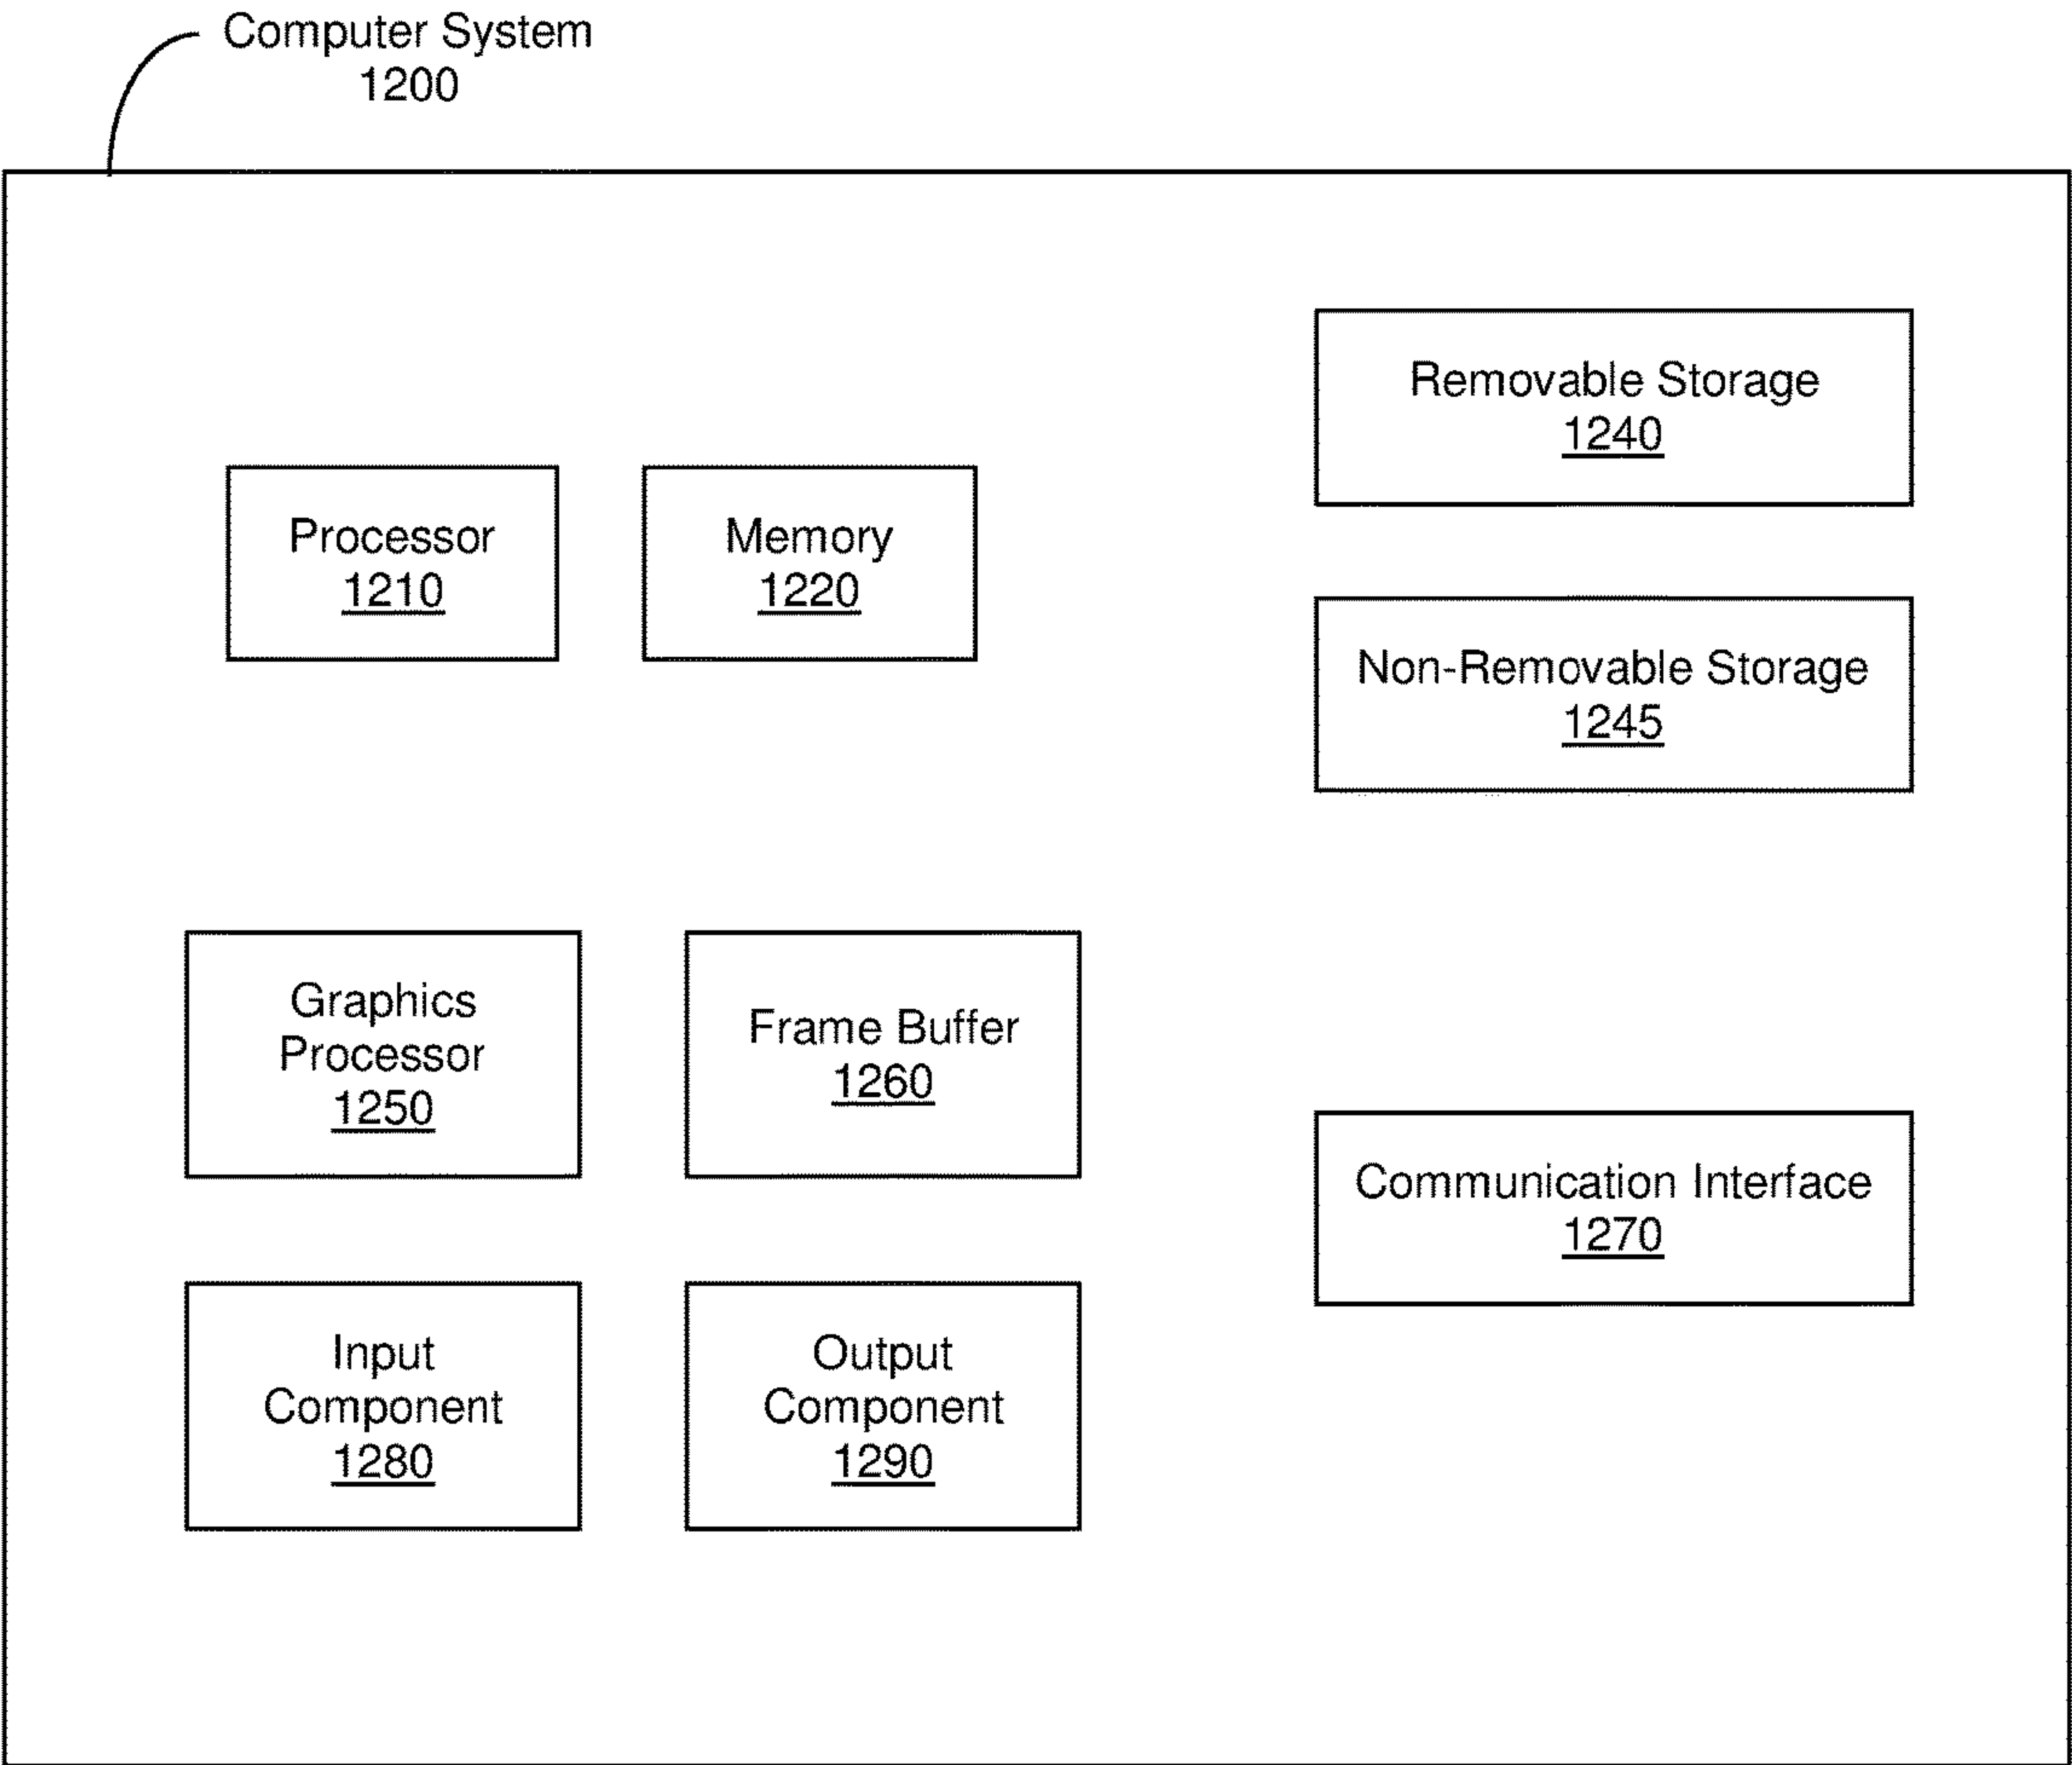 Computer System
1200
Removable Storage
1240
Processor
1210
Memory
1220
Non-Removable Storage
1245
Graphics
Processor
1250
Frame Buffer
1260
Communication Interface
1270
Input
Component
1280
Output
Component
1290